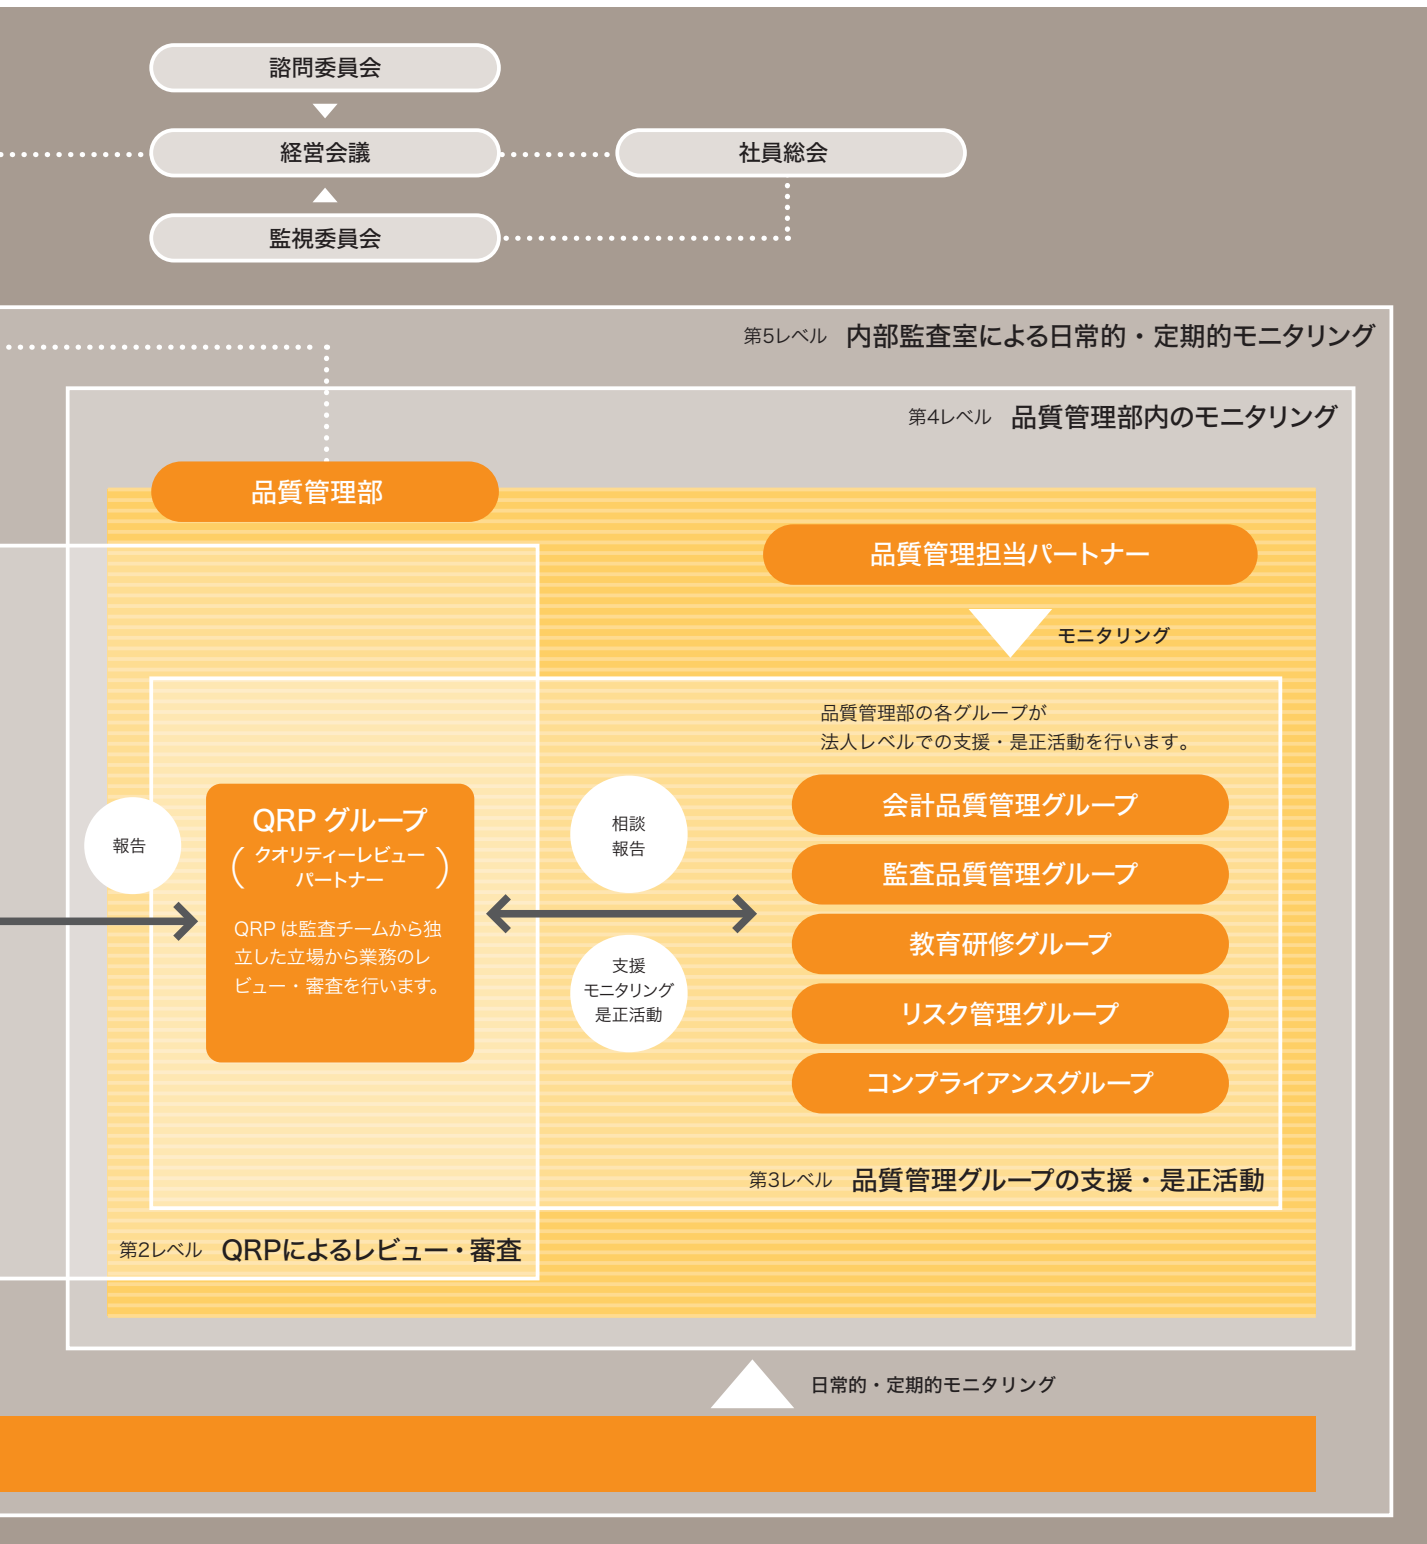 諮問委員会
経営会議
社員総会
監視委員会
第5レベル 内部監査室による日常的・定期的モニタリング
第4レベル 品質管理部内のモニタリング
品質管理部
品質管理担当パートナー
モニタリング
品質管理部の各グループが
法人レベルでの支援・是正活動を行います。
報告
QRP グループ
(クオリティーレビュー
パートナー)
QRP は監査チームから独
立した立場から業務のレ
ビュー・審査を行います。
相談
報告
支援
モニタリング
是正活動
会計品質管理グループ
監査品質管理グループ
教育研修グループ
リスク管理グループ
コンプライアンスグループ
第3レベル 品質管理グループの支援・是正活動
第2レベル QRPによるレビュー・審査
日常的・定期的モニタリング